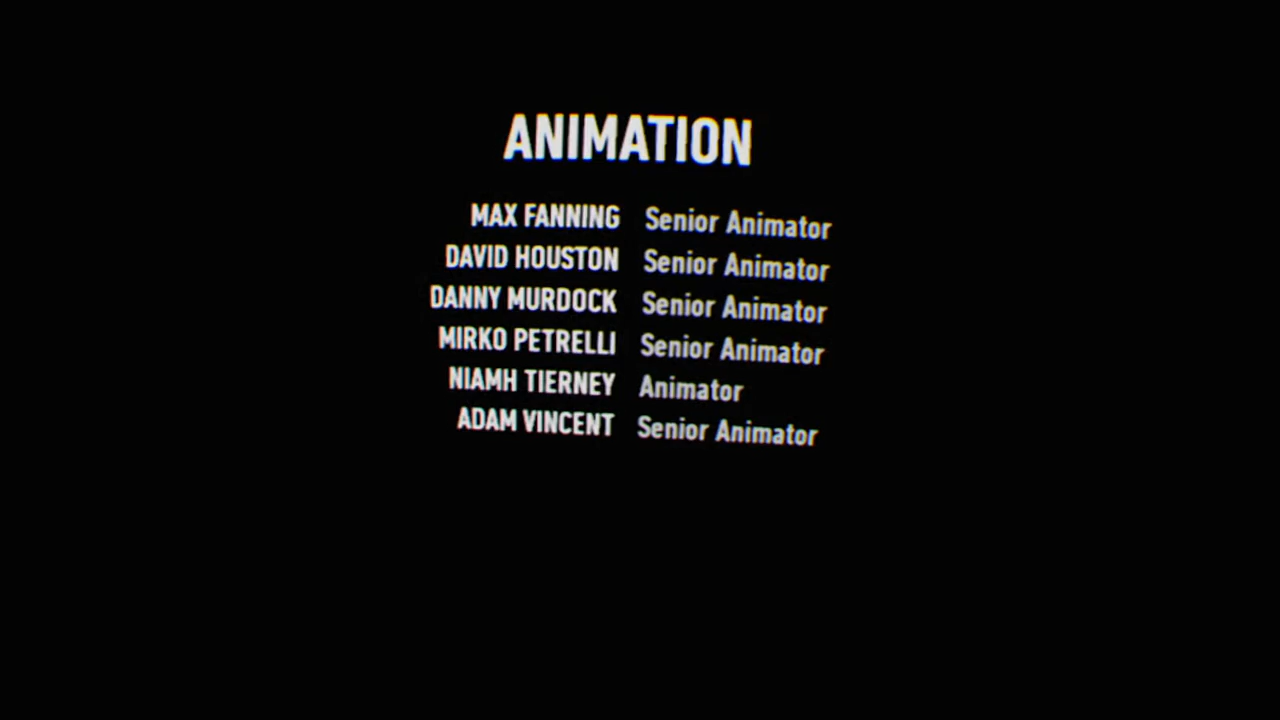 ANIMATION
MAX FANNING Senior Animator
DAVID HOUSTON Senior Animator
DANNY MURDOCK Senior Animator
MIRKO PETRELLI Senior Animator
NIAMH TIERNEY Animator
ADAM VINCENT Senior Animator